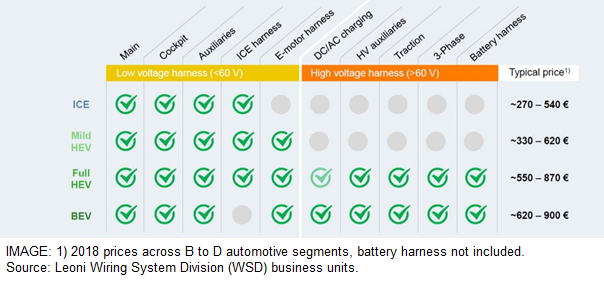 Main
Cockpit
Auxiliaries
ICE harness
E-motor harness
DC/AC charging
HV auxiliaries
Traction
3-Phase
Battery harness
Low voltage harness (<60 V)
High voltage harness (>60 V)
Typical price1)
ICE
~270 – 540 €
Mild
HEV
~330 – 620 €
Full
HEV
~550 – 870 €
BEV
~620 – 900 €
IMAGE: 1) 2018 prices across B to D automotive segments, battery harness not included.
Source: Leoni Wiring System Division (WSD) business units.